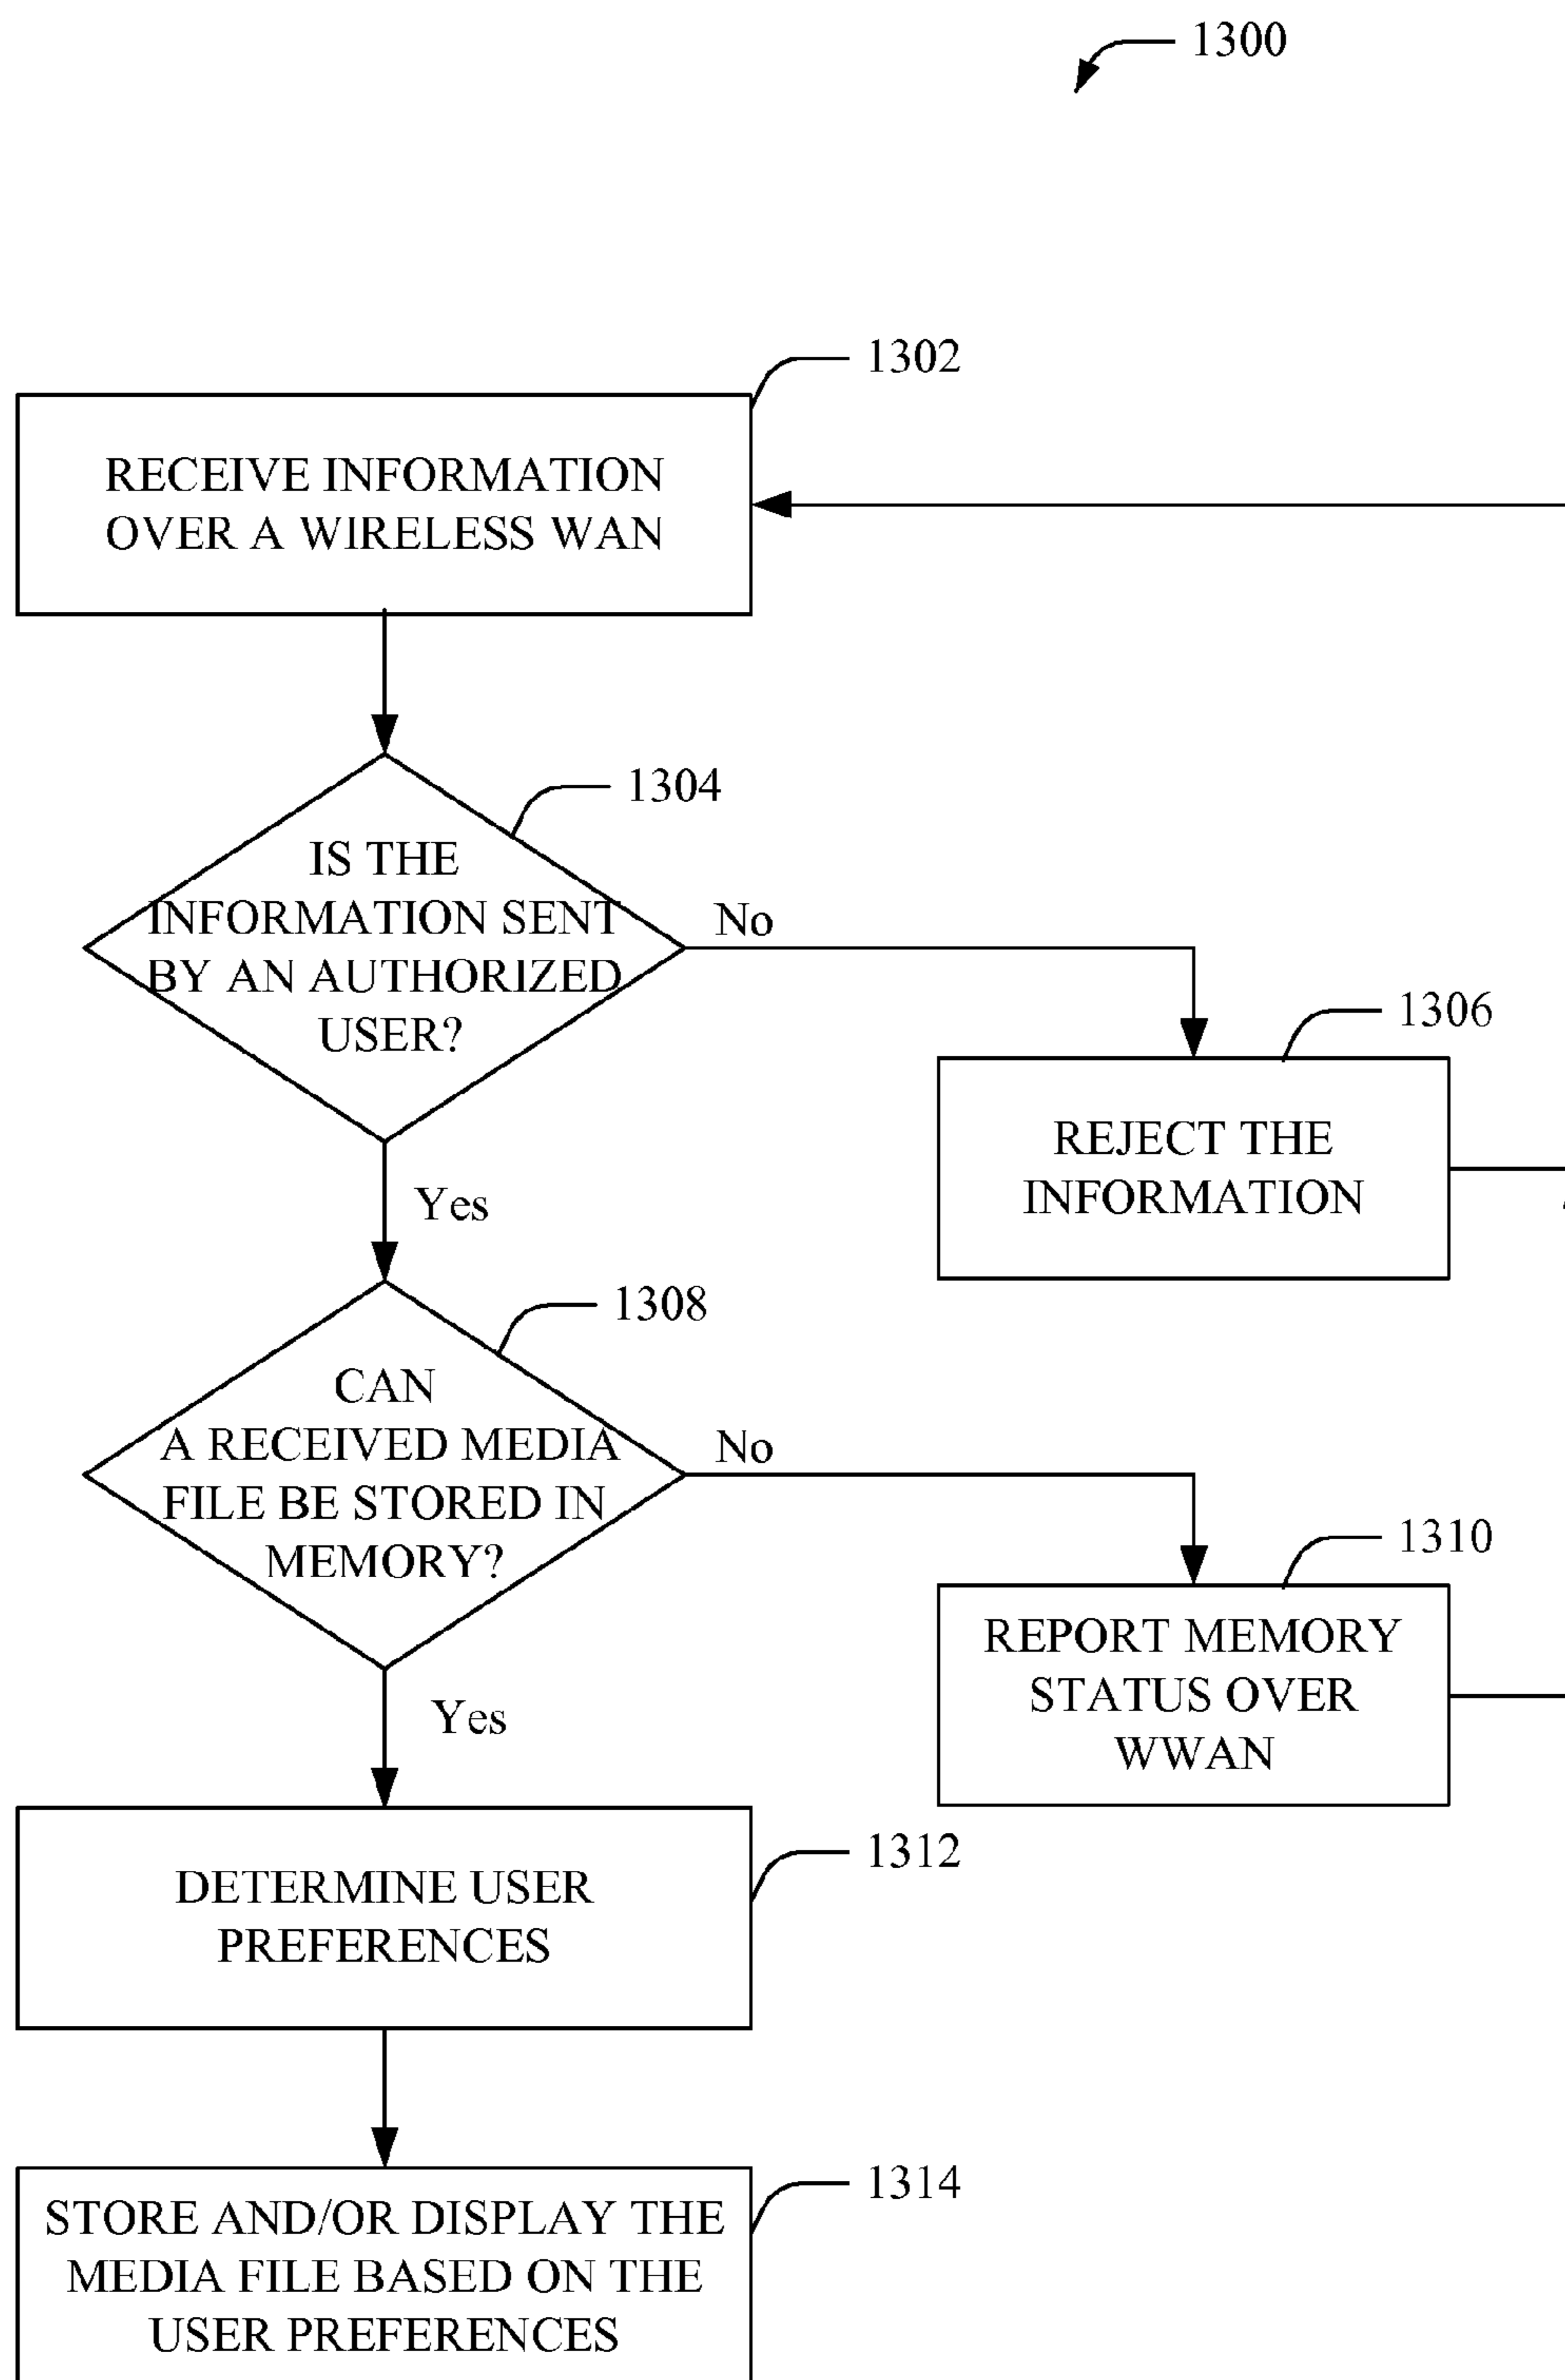 1300
1302
RECEIVE INFORMATION
OVER A WIRELESS WAN
1304
IS THE
INFORMATION SENT
BY AN AUTHORIZED
USER?
No
1306
REJECT THE
INFORMATION
Yes
1308
CAN
A RECEIVED MEDIA
FILE BE STORED IN
MEMORY?
No
1310
REPORT MEMORY
STATUS OVER
WWAN
Yes
1312
DETERMINE USER
PREFERENCES
1314
STORE AND/OR DISPLAY THE
MEDIA FILE BASED ON THE
USER PREFERENCES